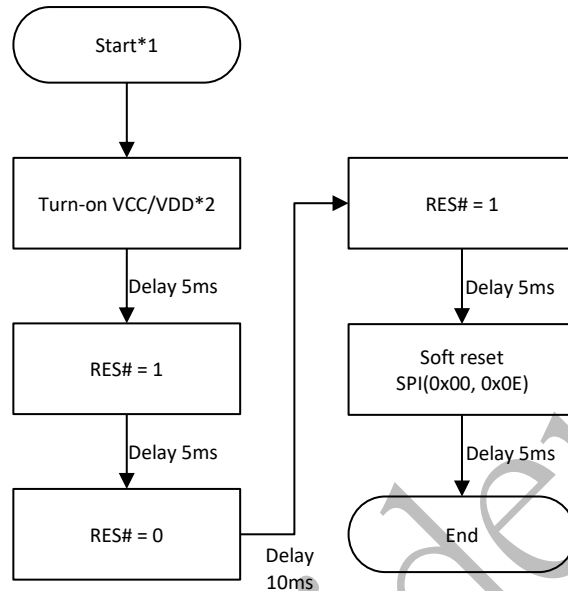 Start*1
Turn-on VCC/VDD*2
Delay 5ms
RES# = 1
Delay 5ms
RES# = 0
Delay
10ms
RES# = 1
Delay 5ms
Soft reset
SPI(0x00, 0x0E)
Delay 5ms
End